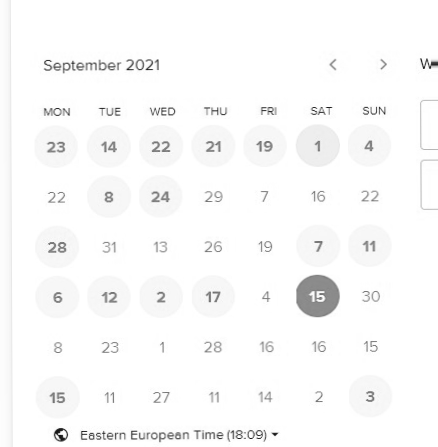 September 2021
MON TUE WED THU FRI SAT SUN
23 14 22 21 19 1 4
22 8 24 29 7 16 22
28 31 13 26 19 7 11
6 12 2 17 4 15 30
8 23 1 28 16 16 15
15 11 27 11 14 2 3
Eastern European Time (18:09)